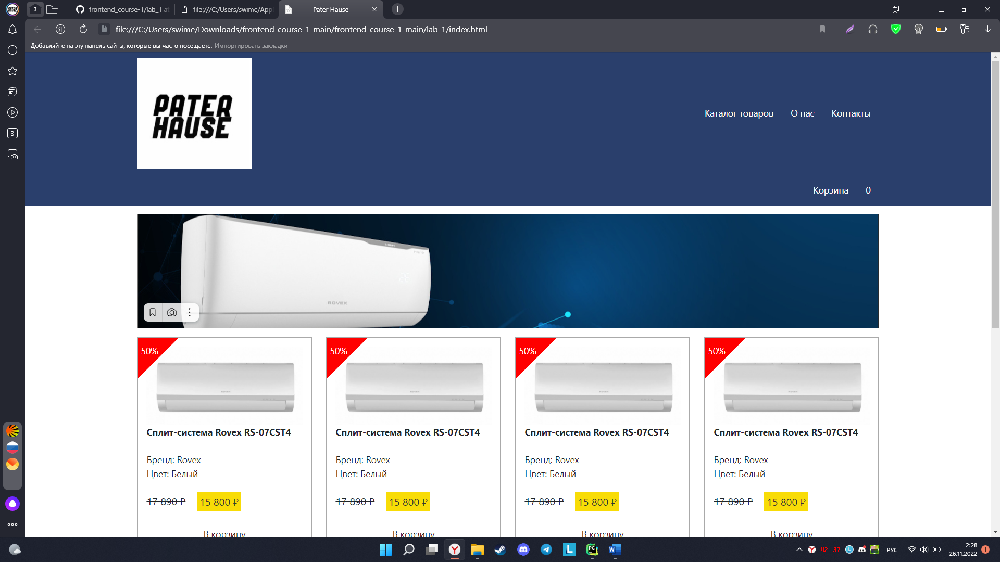 3
frontend_course-1/lab_1 at
file:///C:/Users/swime/App
Pater Hause
file:///C:/Users/swime/Downloads/frontend_course-1-main/frontend_course-1-main/lab_1/index.html
Добавляйте на эту панель сайты, которые вы часто посещаете. Импортировать закладки
3
PATER
HAUSE
Каталог товаров О нас Контакты
Корзина 0
smart
ROVEX
50% 50% 50% 50%
ROVEX ROVEX ROVEX ROVEX
Сплит-система Rovex RS-07CST4 Сплит-система Rovex RS-07CST4 Сплит-система Rovex RS-07CST4 Сплит-система Rovex RS-07CST4
Бренд: Rovex Бренд: Rovex Бренд: Rovex Бренд: Rovex
Цвет: Белый Цвет: Белый Цвет: Белый Цвет: Белый
17 890 ₽ 15 800 ₽ 17 890 ₽ 15 800 ₽ 17 890 ₽ 15 800 ₽ 17 890 ₽ 15 800 ₽
В корзину В корзину В корзину В корзину
42 37 РУС 2:28
26.11.2022 1